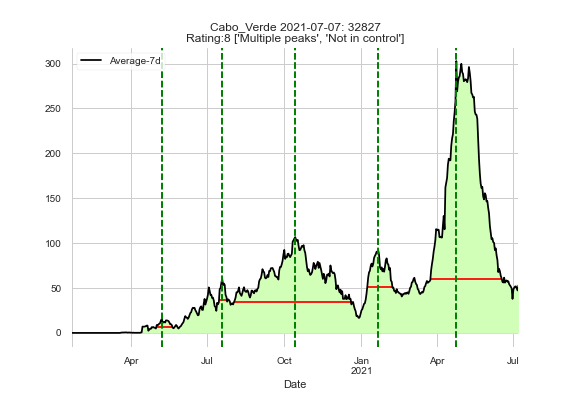 Cabo_Verde 2021-07-07: 32827
Rating:8 ['Multiple peaks', 'Not in control']
Average-7d
300
250
200
150
100
50
0
Apr Jul Oct Jan Apr Jul
2021
Date